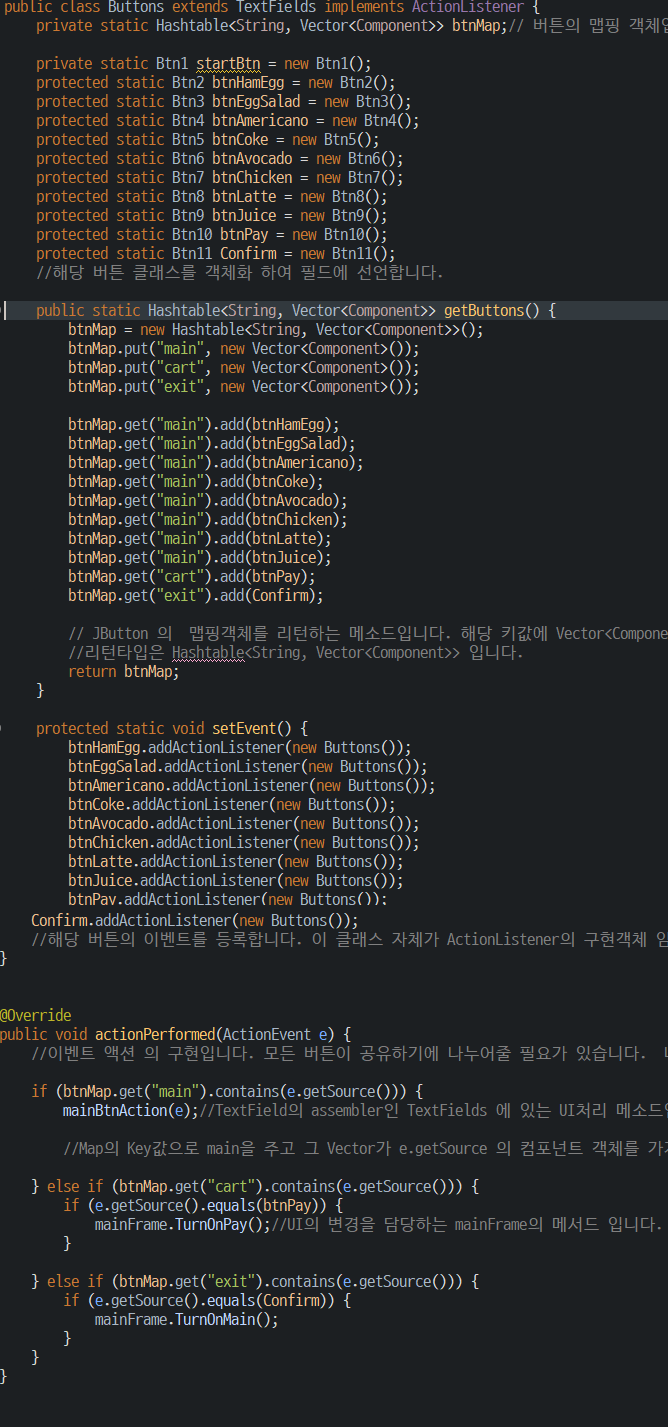 public class Buttons extends TextFields implements ActionListener {
private static Hashtable<String, Vector<Component>> btnMap;// 버튼의 맵핑 객체입
private static Btn1 startBtn = new Btn1();
protected static Btn2 btnHamEgg = new Btn2();
protected static Btn3 btnEggSalad = new Btn3();
protected static Btn4 btnAmericano = new Btn4();
protected static Btn5 btnCoke = new Btn5();
protected static Btn6 btnAvocado = new Btn6();
protected static Btn7 btnChicken = new Btn7();
protected static Btn8 btnLatte = new Btn8();
protected static Btn9 btnJuice = new Btn9();
protected static Btn10 btnPay = new Btn10();
protected static Btn11 Confirm = new Btn11();
//해당 버튼 클래스를 객체화 하여 필드에 선언합니다.
public static Hashtable<String, Vector<Component>> getButtons() {
btnMap = new Hashtable<String, Vector<Component>>();
btnMap.put("main", new Vector<Component>());
btnMap.put("cart", new Vector<Component>());
btnMap.put("exit", new Vector<Component>());
btnMap.get("main").add(btnHamEgg);
btnMap.get("main").add(btnEggSalad);
btnMap.get("main").add(btnAmericano);
btnMap.get("main").add(btnCoke);
btnMap.get("main").add(btnAvocado);
btnMap.get("main").add(btnChicken);
btnMap.get("main").add(btnLatte);
btnMap.get("main").add(btnJuice);
btnMap.get("cart").add(btnPay);
btnMap.get("exit").add(Confirm);
// JButton 의  맵핑객체를 리턴하는 메소드입니다. 해당 키값에 Vector<Compone
//리턴타입은 Hashtable<String, Vector<Component>> 입니다.
return btnMap;
}
protected static void setEvent() {
btnHamEgg.addActionListener(new Buttons());
btnEggSalad.addActionListener(new Buttons());
btnAmericano.addActionListener(new Buttons());
btnCoke.addActionListener(new Buttons());
btnAvocado.addActionListener(new Buttons());
btnChicken.addActionListener(new Buttons());
btnLatte.addActionListener(new Buttons());
btnJuice.addActionListener(new Buttons());
btnPay.addActionListener(new Buttons());
Confirm.addActionListener(new Buttons());
//해당 버튼의 이벤트를 등록합니다. 이 클래스 자체가 ActionListener의 구현객체 임
}
@Override
public void actionPerformed(ActionEvent e) {
//이벤트 액션 의 구현입니다. 모든 버튼이 공유하기에 나누어줄 필요가 있습니다.
if (btnMap.get("main").contains(e.getSource())) {
mainBtnAction(e);//TextField의 assembler인 TextFields 에 있는 UI처리 메소드
//Map의 Key값으로 main을 주고 그 Vector가 e.getSource 의 컴포넌트 객체를
} else if (btnMap.get("cart").contains(e.getSource())) {
if (e.getSource().equals(btnPay)) {
mainFrame.TurnOnPay();//UI의 변경을 담당하는 mainFrame의 메서드 입니다.
}
} else if (btnMap.get("exit").contains(e.getSource())) {
if (e.getSource().equals(Confirm)) {
mainFrame.TurnOnMain();
}
}
}